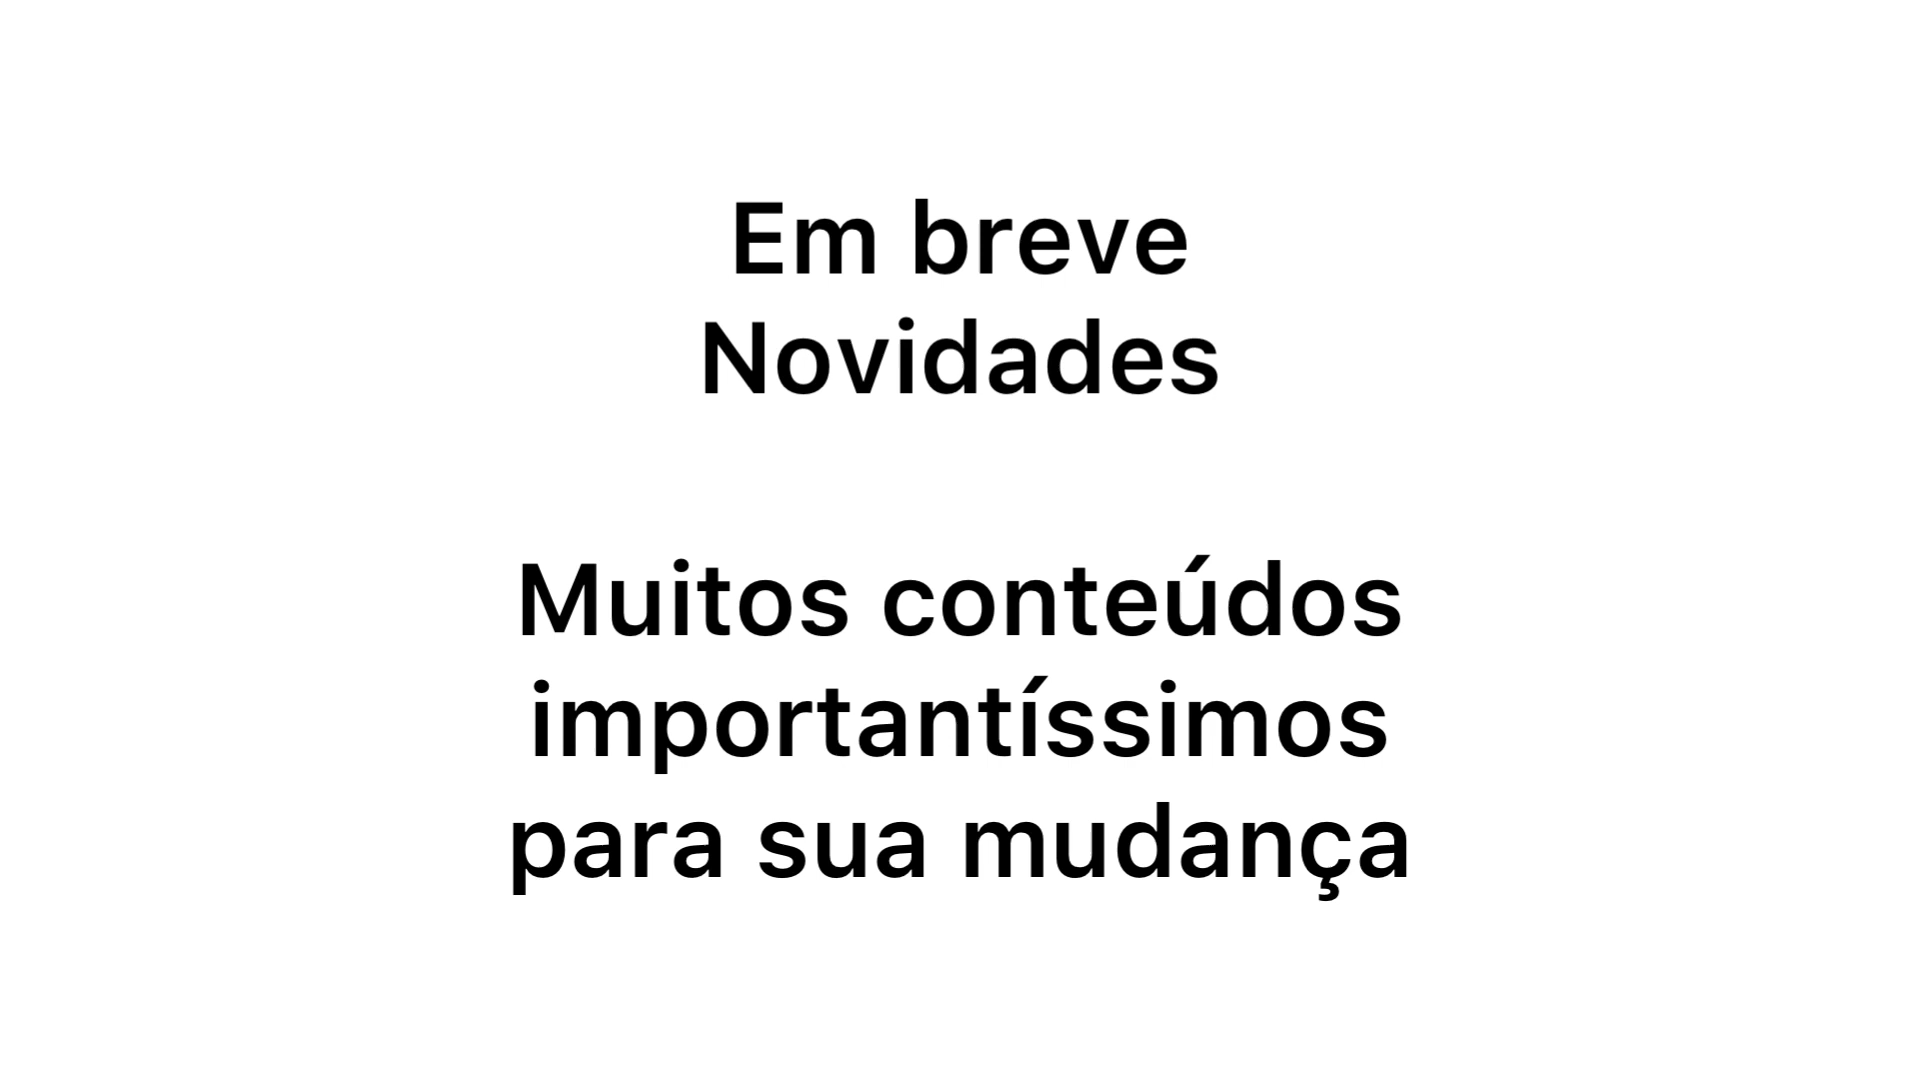 Em breve
Novidades
Muitos conteúdos
importantíssimos
para sua mudança